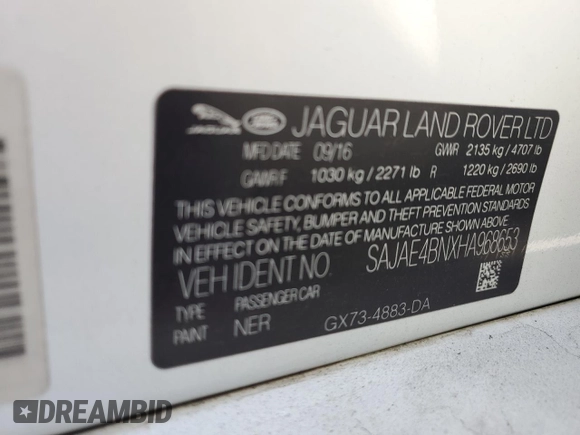 JAGUAR
LAND ROVER
JAGUAR LAND ROVER LTD
MFD DATE 09/16 GWR 2135 kg / 4707 lb
GAWR F 1030 kg / 2271 lb R 1220 kg / 2690 lb
THIS VEHICLE CONFORMS TO ALL APPLICABLE FEDERAL MOTOR
VEHICLE SAFETY, BUMPER AND THEFT PREVENTION STANDARDS
IN EFFECT ON THE DATE OF MANUFACTURE SHOWN ABOVE
VEH IDENT NO. SAJAE4BNXHA968653
TYPE PASSENGER CAR
PAINT NER GX73-4883-DA
DREAMBID